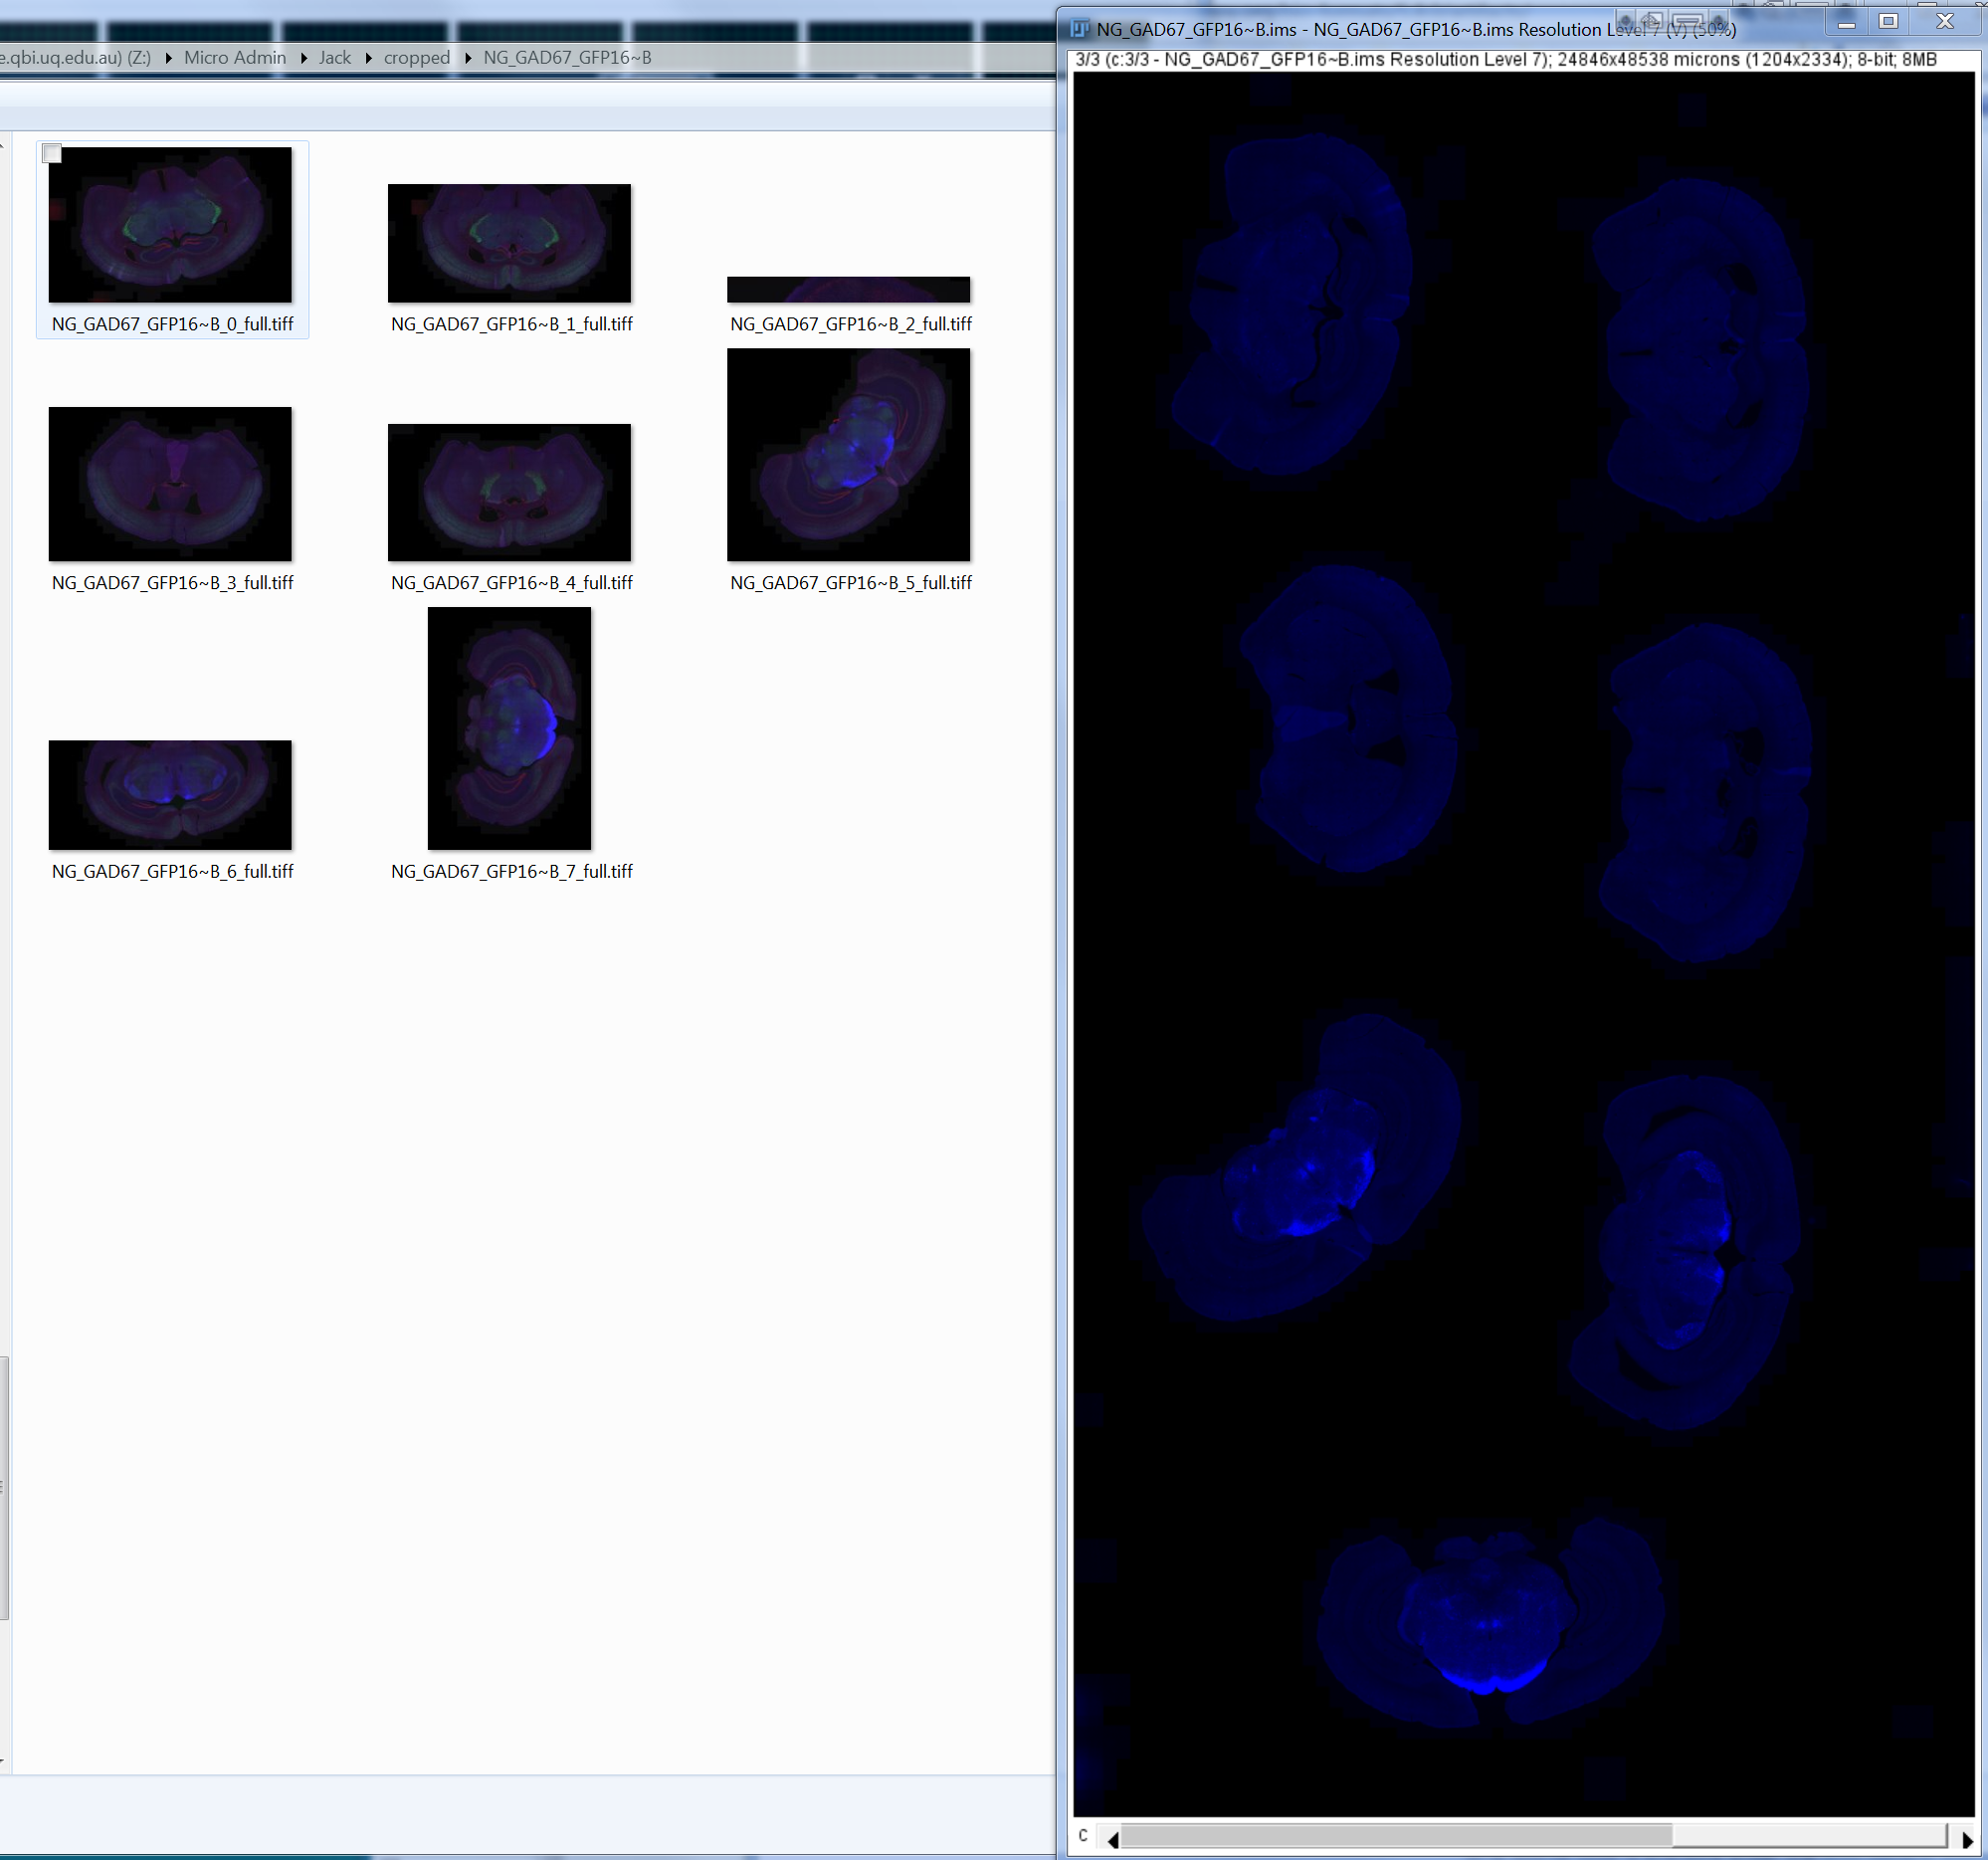 e.qbi.uq.edu.au) (Z:) Micro Admin Jack cropped NG_GAD67_GFP16~B
NG_GAD67_GFP16~B_0_full.tiff
NG_GAD67_GFP16~B_1_full.tiff
NG_GAD67_GFP16~B_2_full.tiff
NG_GAD67_GFP16~B_3_full.tiff
NG_GAD67_GFP16~B_4_full.tiff
NG_GAD67_GFP16~B_5_full.tiff
NG_GAD67_GFP16~B_6_full.tiff
NG_GAD67_GFP16~B_7_full.tiff
NG_GAD67_GFP16~B.ims - NG_GAD67_GFP16~B.ims Resolution Level 7 (V) (50%)
3/3 (c:3/3 - NG_GAD67_GFP16~B.ims Resolution Level 7); 24846x48538 microns (1204x2334); 8-bit; 8MB
C